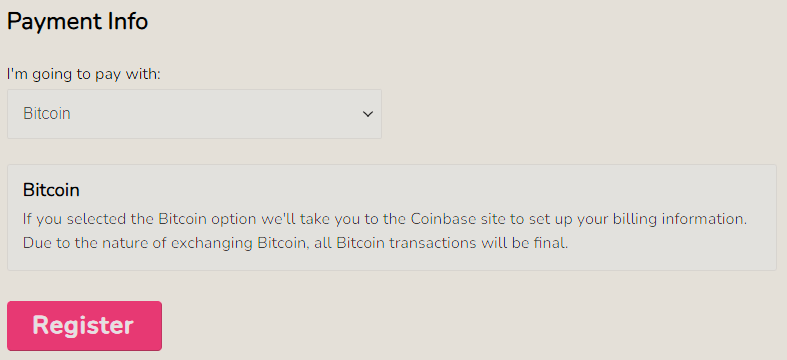 Payment Info
I'm going to pay with:
Bitcoin
Bitcoin
If you selected the Bitcoin option we'll take you to the Coinbase site to set up your billing information.
Due to the nature of exchanging Bitcoin, all Bitcoin transactions will be final.
Register